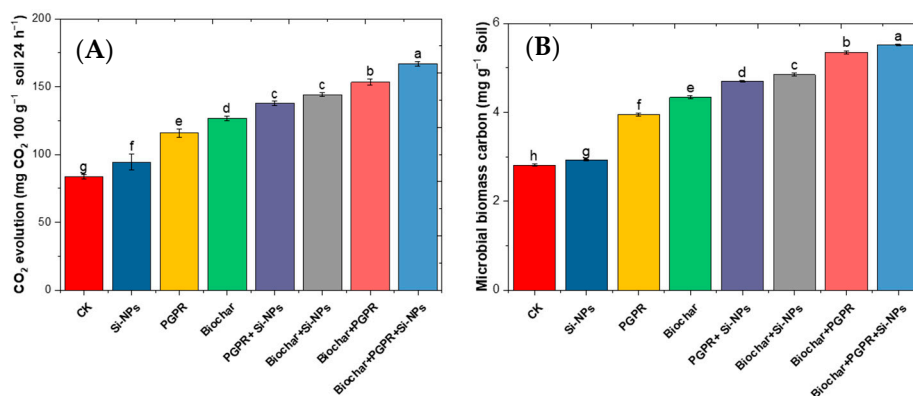 (A)
CO₂ evolution (mg CO₂ 100 g⁻¹ soil 24 h⁻¹)
200
150
100
50
0
g
f
e
d
c
c
b
a
CK
Si-NPs
PGPR
Biochar
PGPR+Si-NPs
Biochar+Si-NPs
Biochar+PGPR
Biochar+PGPR+Si-NPs
(B)
Microbial biomass carbon (mg g⁻¹ Soil)
6
4
2
0
h
g
f
e
d
c
b
a
CK
Si-NPs
PGPR
Biochar
PGPR+Si-NPs
Biochar+Si-NPs
Biochar+PGPR
Biochar+PGPR+Si-NPs